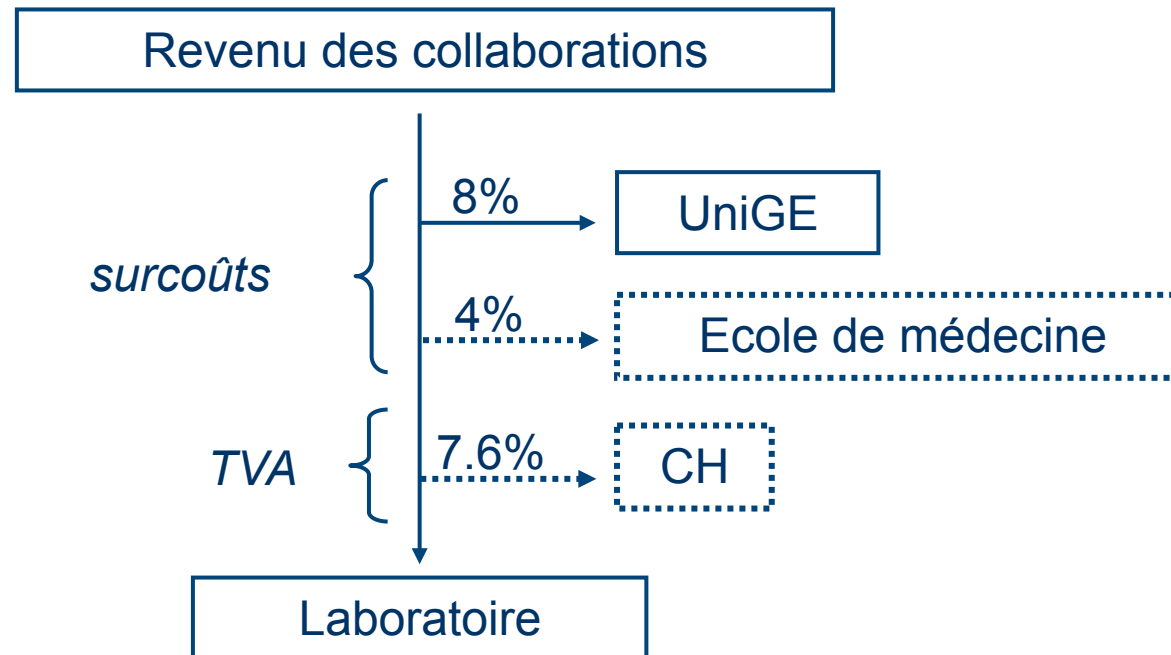 Revenu des collaborations
8%
UniGE
surcoûts
4%
Ecole de médecine
7.6%
TVA
CH
Laboratoire